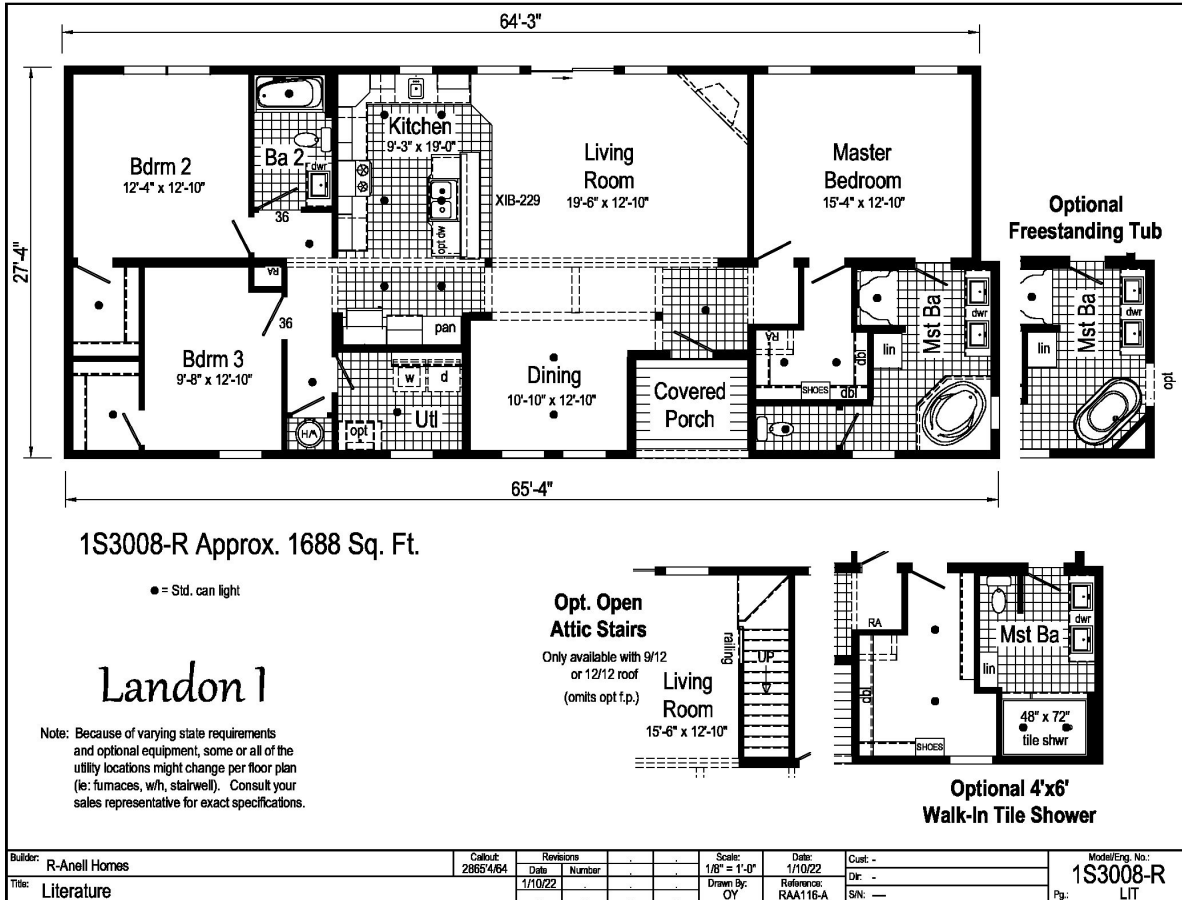 64'-3"
27'-4"
Bdrm 2
12'-4" x 12'-10"
Ba 2
dwr
36
Kitchen
9'-3" x 19'-0"
opt dw
XIB-229
Living
Room
19'-6" x 12'-10"
Master
Bedroom
15'-4" x 12'-10"
Optional
Freestanding Tub
RA
36
Bdrm 3
9'-8" x 12'-10"
pan
w
d
Utl
opt
W/H
Dining
10'-10" x 12'-10"
Covered
Porch
RA
dbl
dbl
SHOES
lin
Mst Ba
dwr
lin
Mst Ba
dwr
opt
65'-4"
1S3008-R Approx. 1688 Sq. Ft.
● = Std. can light
Landon I
Note: Because of varying state requirements
and optional equipment, some or all of the
utility locations might change per floor plan
(ie: furnaces, w/h, stairwell). Consult your
sales representative for exact specifications.
Opt. Open
Attic Stairs
Only available with 9/12
or 12/12 roof
(omits opt f.p.)
railing
UP
Living
Room
15'-6" x 12'-10"
RA
dbl
SHOES
lin
Mst Ba
dwr
48" x 72"
tile shwr
Optional 4'x6'
Walk-In Tile Shower
Builder: R-Anell Homes
Title: Literature
Callout:
2865'4/64
Revisions
Date Number
1/10/22
Scale:
1/8" = 1'-0"
Drawn By:
OY
Date:
1/10/22
Reference:
RAA116-A
Cust: -
Dir: -
S/N: —
Model/Eng. No.:
1S3008-R
Pg.: LIT